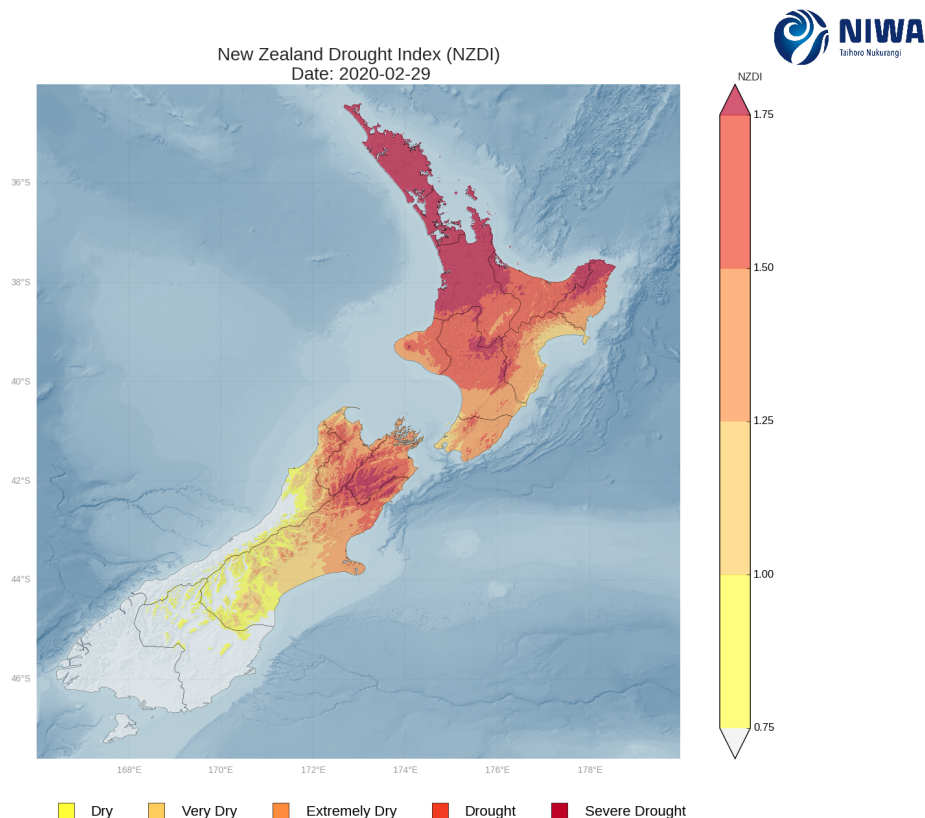 NIWA
Taihoro Nukurangi
New Zealand Drought Index (NZDI)
Date: 2020-02-29
NZDI
1.75
1.50
1.25
1.00
0.75
36°S
38°S
40°S
42°S
44°S
46°S
168°E 170°E 172°E 174°E 176°E 178°E
Dry Very Dry Extremely Dry Drought Severe Drought